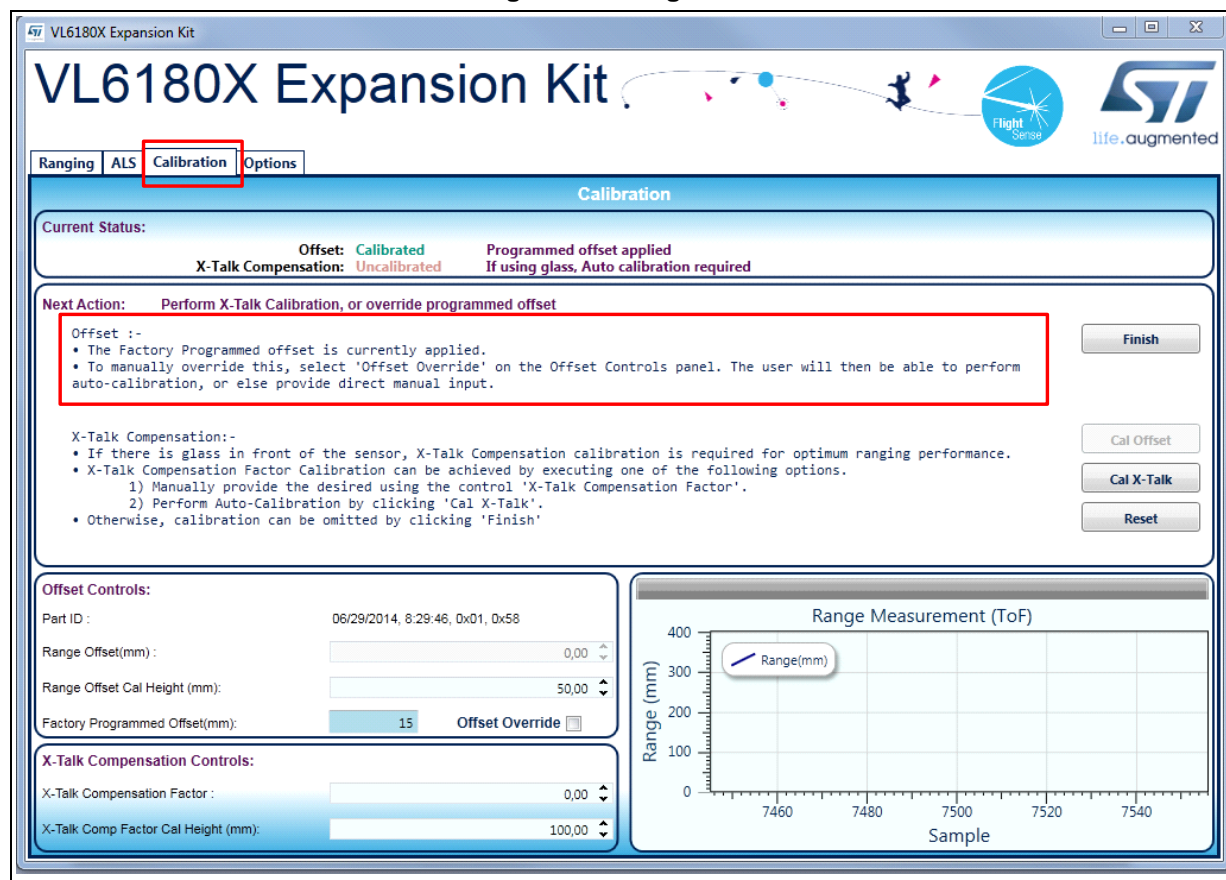 VL6180X Expansion Kit
VL6180X Expansion Kit
Flight
Sense
life.augmented
Ranging ALS Calibration Options
Calibration
Current Status:
Offset: Calibrated Programmed offset applied
X-Talk Compensation: Uncalibrated If using glass, Auto calibration required
Next Action: Perform X-Talk Calibration, or override programmed offset
Offset :-
• The Factory Programmed offset is currently applied.
• To manually override this, select 'Offset Override' on the Offset Controls panel. The user will then be able to perform
auto-calibration, or else provide direct manual input.
Finish
X-Talk Compensation:-
• If there is glass in front of the sensor, X-Talk Compensation calibration is required for optimum ranging performance.
• X-Talk Compensation Factor Calibration can be achieved by executing one of the following options.
1) Manually provide the desired using the control 'X-Talk Compensation Factor'.
2) Perform Auto-Calibration by clicking 'Cal X-Talk'.
• Otherwise, calibration can be omitted by clicking 'Finish'
Cal Offset
Cal X-Talk
Reset
Offset Controls:
Part ID : 06/29/2014, 8:29:46, 0x01, 0x58
Range Offset(mm) : 0,00
Range Offset Cal Height (mm): 50,00
Factory Programmed Offset(mm): 15 Offset Override
X-Talk Compensation Controls:
X-Talk Compensation Factor : 0,00
X-Talk Comp Factor Cal Height (mm): 100,00
Range Measurement (ToF)
Range(mm)
Range (mm)
400
300
200
100
0
7460 7480 7500 7520 7540
Sample